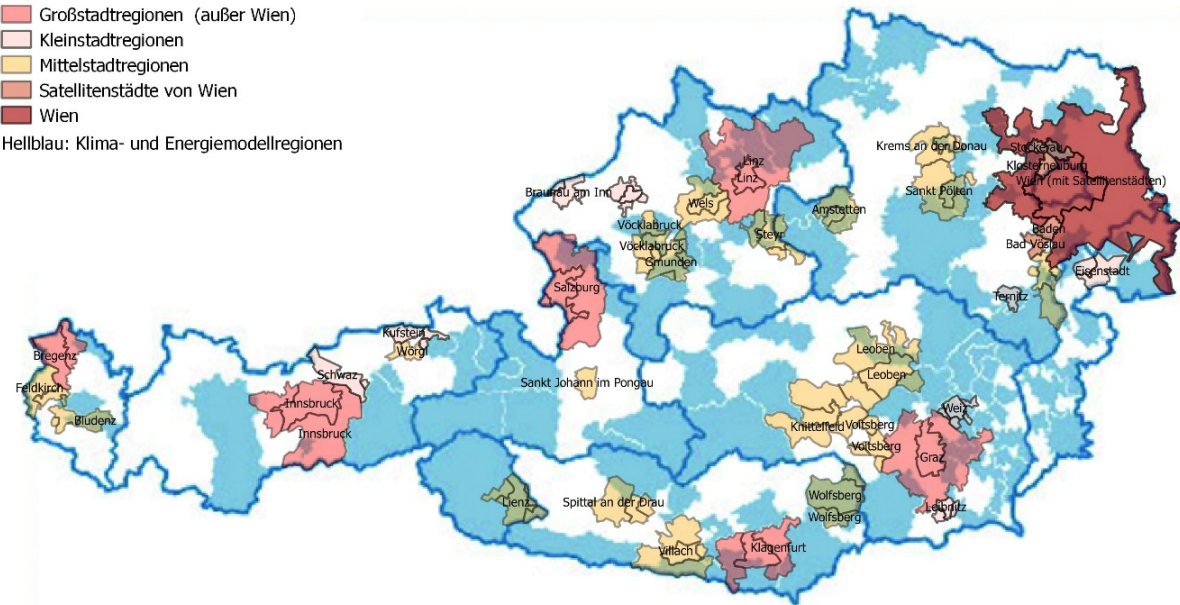 Großstadtregionen (außer Wien)
Kleinstadtregionen
Mittelstadtregionen
Satellitenstädte von Wien
Wien
Hellblau: Klima- und Energiemodellregionen
Krems an der Donau
Stockerau
Klosterneuburg
Wien (mit Satellitenstädten)
Linz
Linz
Braunau am Inn
Wels
Sankt Pölten
Amstetten
Vöcklabruck
Steyr
Baden
Vöcklabruck
Bad Vöslau
Gmunden
Eisenstadt
Salzburg
Ternitz
Kufstein
Wörgl
Bregenz
Leoben
Schwaz
Leoben
Sankt Johann im Pongau
Feldkirch
Innsbruck
Weiz
Bludenz
Innsbruck
Knittelfeld
Voitsberg
Voitsberg
Graz
Wolfsberg
Lienz
Spittal an der Drau
Leibnitz
Wolfsberg
Villach
Klagenfurt